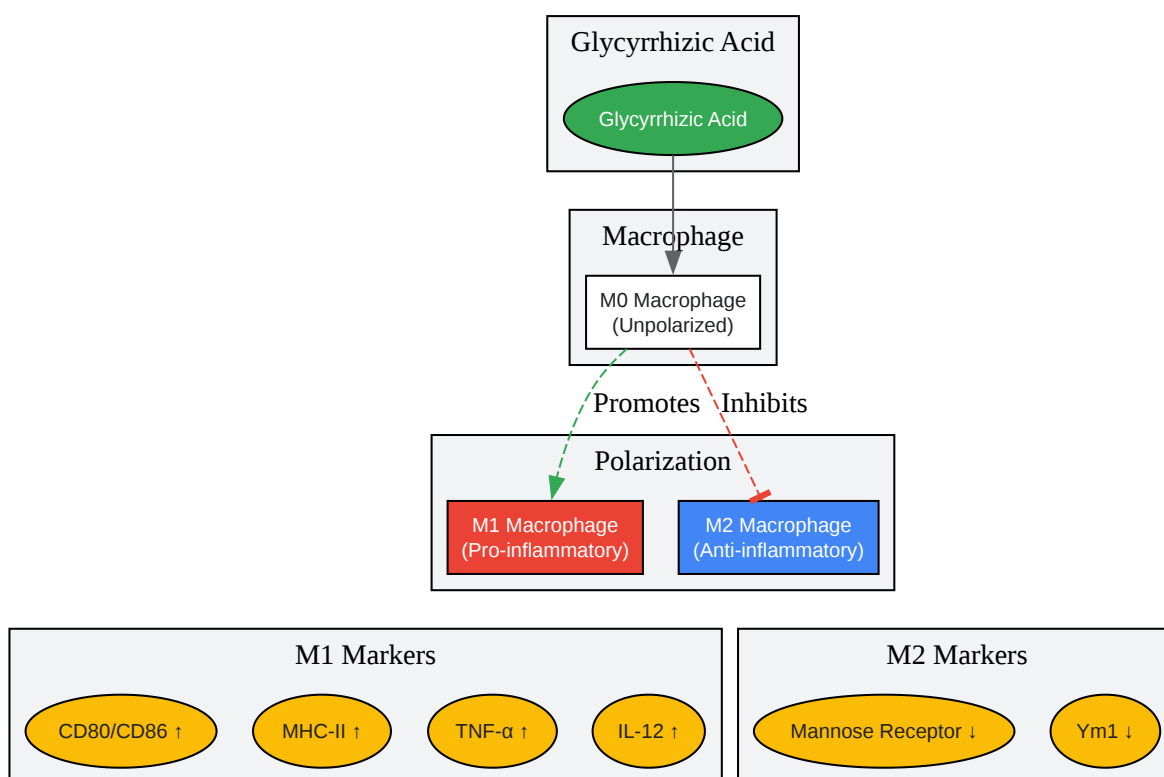 Glycyrrhizic Acid
Glycyrrhizic Acid
Macrophage
M0 Macrophage
(Unpolarized)
Promotes
Inhibits
Polarization
M1 Macrophage
(Pro-inflammatory)
M2 Macrophage
(Anti-inflammatory)
M1 Markers
CD80/CD86 ↑
MHC-II ↑
TNF-α ↑
IL-12 ↑
M2 Markers
Mannose Receptor ↓
Ym1 ↓